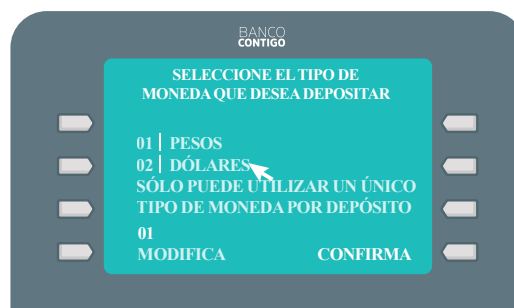 BANCO
CONTIGO
SELECCIONE EL TIPO DE
MONEDA QUE DESEA DEPOSITAR
01 | PESOS
02 | DÓLARES
SÓLO PUEDE UTILIZAR UN ÚNICO
TIPO DE MONEDA POR DEPÓSITO
01
MODIFICA CONFIRMA